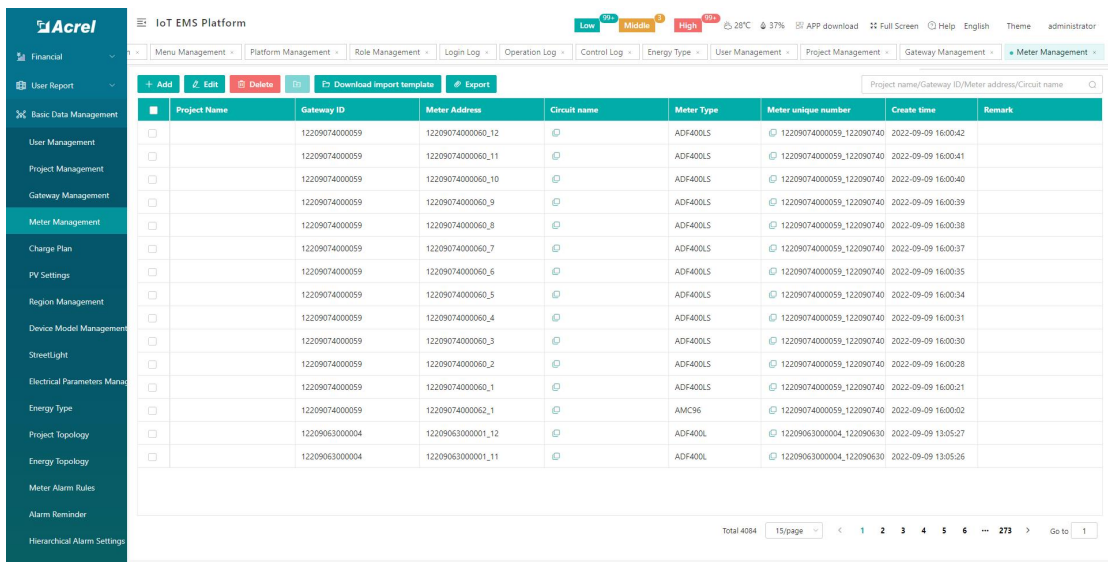 Acrel
IoT EMS Platform
Low 99+ Middle 3 High 99+ 28℃ 37% APP download Full Screen Help English Theme administrator
Menu Management × Platform Management × Role Management × Login Log × Operation Log × Control Log × Energy Type × User Management × Project Management × Gateway Management × Meter Management ×
Financial
User Report
Basic Data Management
User Management
Project Management
Gateway Management
Meter Management
Charge Plan
PV Settings
Region Management
Device Model Management
StreetLight
Electrical Parameters Manag
Energy Type
Project Topology
Energy Topology
Meter Alarm Rules
Alarm Reminder
Hierarchical Alarm Settings
+ Add Edit Delete Download import template Export Project name/Gateway ID/Meter address/Circuit name
Project Name Gateway ID Meter Address Circuit name Meter Type Meter unique number Create time Remark
12209074000059 12209074000060_12 ADF400LS 12209074000059_122090740 2022-09-09 16:00:42
12209074000059 12209074000060_11 ADF400LS 12209074000059_122090740 2022-09-09 16:00:41
12209074000059 12209074000060_10 ADF400LS 12209074000059_122090740 2022-09-09 16:00:40
12209074000059 12209074000060_9 ADF400LS 12209074000059_122090740 2022-09-09 16:00:39
12209074000059 12209074000060_8 ADF400LS 12209074000059_122090740 2022-09-09 16:00:38
12209074000059 12209074000060_7 ADF400LS 12209074000059_122090740 2022-09-09 16:00:37
12209074000059 12209074000060_6 ADF400LS 12209074000059_122090740 2022-09-09 16:00:35
12209074000059 12209074000060_5 ADF400LS 12209074000059_122090740 2022-09-09 16:00:34
12209074000059 12209074000060_4 ADF400LS 12209074000059_122090740 2022-09-09 16:00:31
12209074000059 12209074000060_3 ADF400LS 12209074000059_122090740 2022-09-09 16:00:30
12209074000059 12209074000060_2 ADF400LS 12209074000059_122090740 2022-09-09 16:00:28
12209074000059 12209074000060_1 ADF400LS 12209074000059_122090740 2022-09-09 16:00:21
12209074000059 12209074000062_1 AMC96 12209074000059_122090740 2022-09-09 16:00:02
12209063000004 12209063000001_12 ADF400L 12209063000004_122090630 2022-09-09 13:05:27
12209063000004 12209063000001_11 ADF400L 12209063000004_122090630 2022-09-09 13:05:26
Total 4084 15/page < 1 2 3 4 5 6 ··· 273 > Go to 1